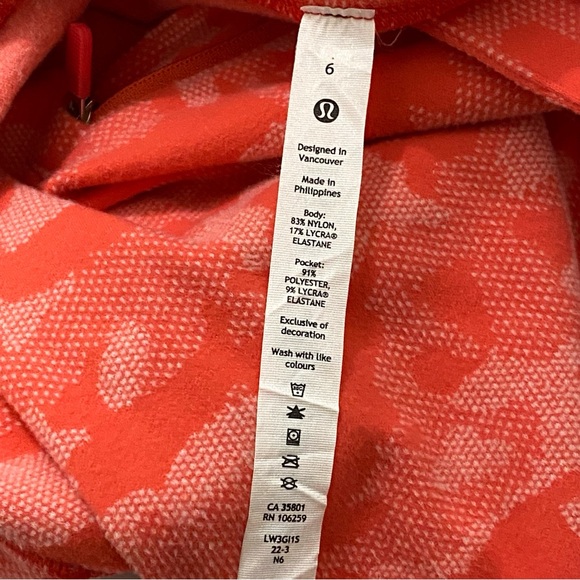 6
Designed in
Vancouver
Made in
Philippines
Body:
83% NYLON,
17% LYCRA®
ELASTANE
Pocket:
91%
POLYESTER,
9% LYCRA®
ELASTANE
Exclusive of
decoration
Wash with like
colours
CA 35801
RN 106259
LW3GI1S
22-3
N6